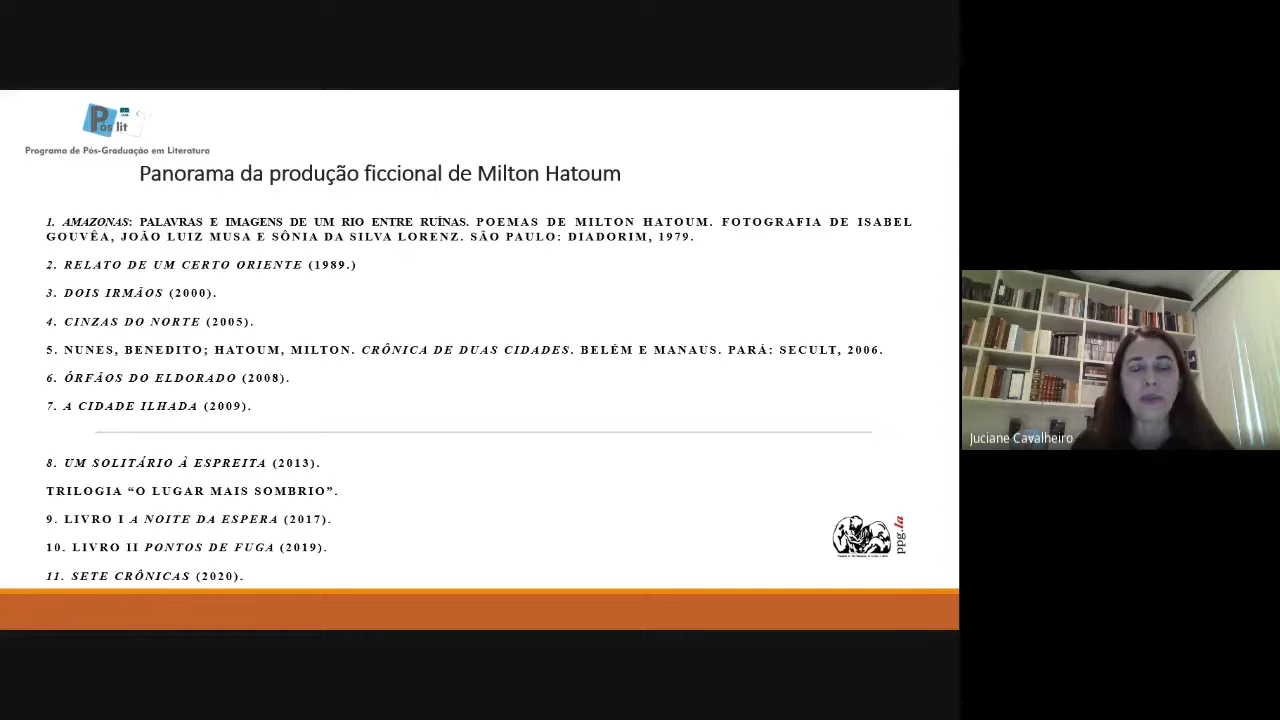 Pós lit
Programa de Pós-Graduação em Literatura
Panorama da produção ficcional de Milton Hatoum
1. AMAZONAS: PALAVRAS E IMAGENS DE UM RIO ENTRE RUÍNAS. POEMAS DE MILTON HATOUM. FOTOGRAFIA DE ISABEL
GOUVÊA, JOÃO LUIZ MUSA E SÔNIA DA SILVA LORENZ. SÃO PAULO: DIADORIM, 1979.
2. RELATO DE UM CERTO ORIENTE (1989.)
3. DOIS IRMÃOS (2000).
4. CINZAS DO NORTE (2005).
5. NUNES, BENEDITO; HATOUM, MILTON. CRÔNICA DE DUAS CIDADES. BELÉM E MANAUS. PARÁ: SECULT, 2006.
6. ÓRFÃOS DO ELDORADO (2008).
7. A CIDADE ILHADA (2009).
8. UM SOLITÁRIO À ESPREITA (2013).
TRILOGIA “O LUGAR MAIS SOMBRIO”.
9. LIVRO I A NOITE DA ESPERA (2017).
10. LIVRO II PONTOS DE FUGA (2019).
11. SETE CRÔNICAS (2020).
ppg.la
Juciane Cavalheiro